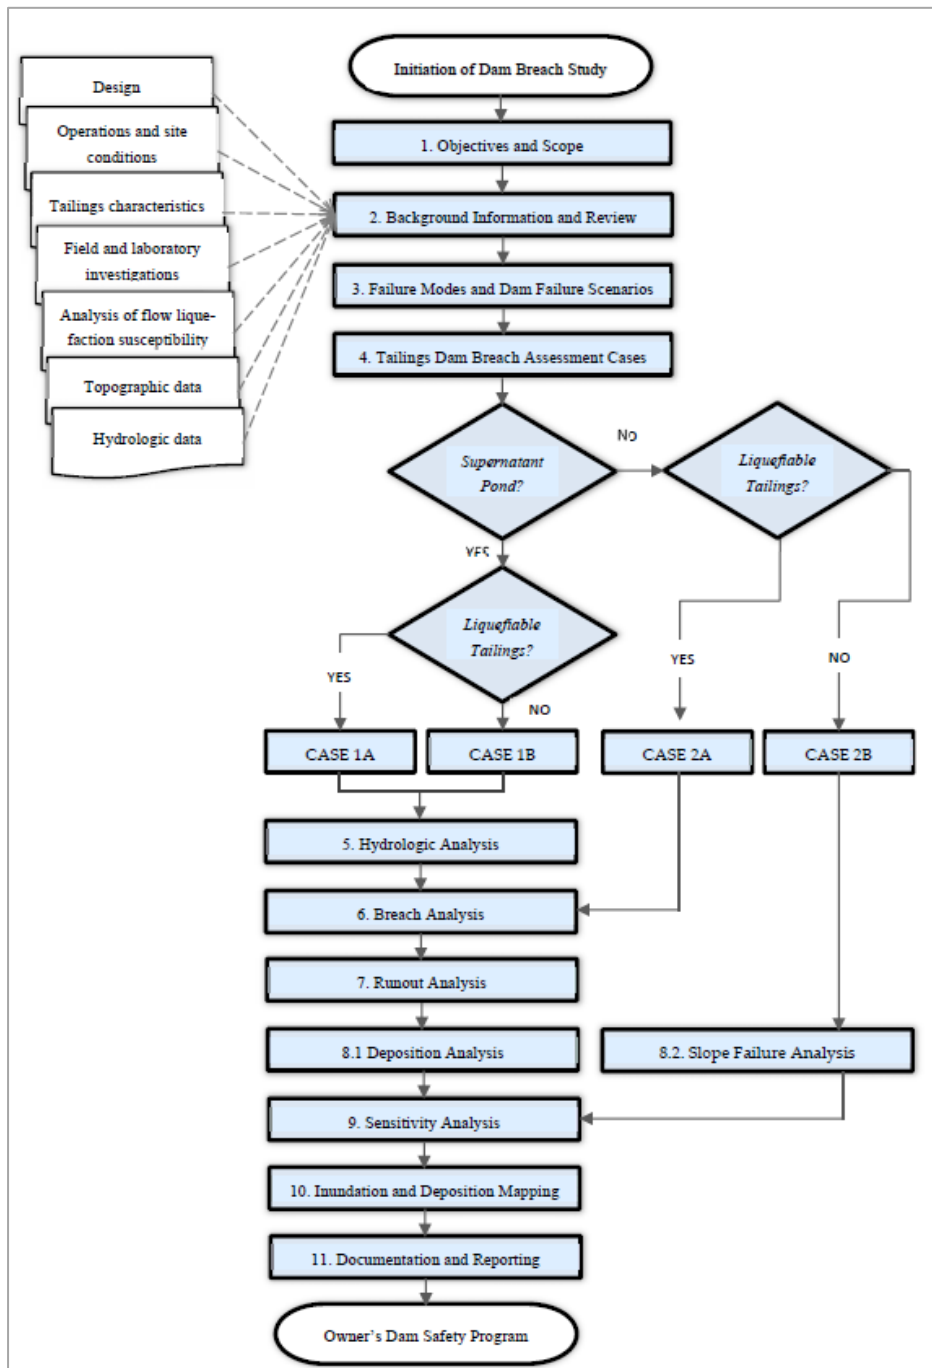 Initiation of Dam Breach Study
Design
Operations and site
conditions
Tailings characteristics
Field and laboratory
investigations
Analysis of flow lique-
faction susceptibility
Topographic data
Hydrologic data
1. Objectives and Scope
2. Background Information and Review
3. Failure Modes and Dam Failure Scenarios
4. Tailings Dam Breach Assessment Cases
Supernatant
Pond?
NO
Liquefiable
Tailings?
YES
Liquefiable
Tailings?
YES
NO
YES
NO
CASE 1A
CASE 1B
CASE 2A
CASE 2B
5. Hydrologic Analysis
6. Breach Analysis
7. Runout Analysis
8.1 Deposition Analysis
8.2. Slope Failure Analysis
9. Sensitivity Analysis
10. Inundation and Deposition Mapping
11. Documentation and Reporting
Owner's Dam Safety Program